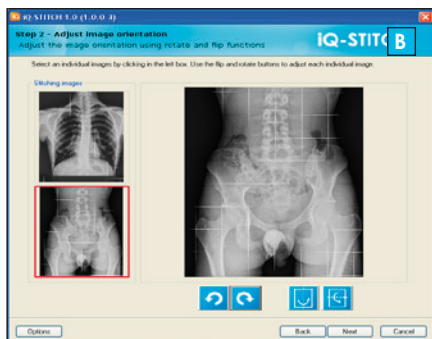 iQ-STITCH 1.0 (1.0.0.3)
Step 2 - Adjust image orientation
Adjust the image orientation using rotate and flip functions
iQ-STITC
B
Select an individual images by clicking in the left box. Use the flip and rotate buttons to adjust each individual image.
Stitching images
Options
Back
Next
Cancel